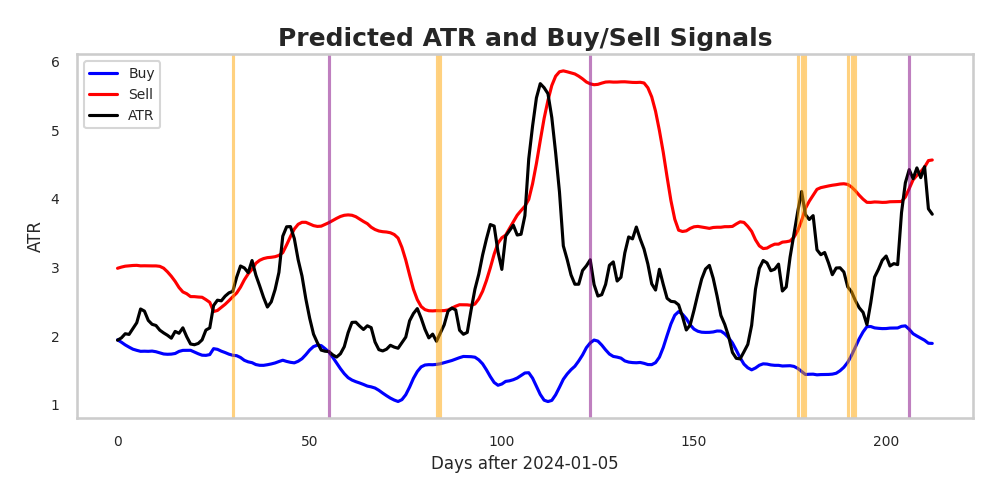 Predicted ATR and Buy/Sell Signals
Buy
Sell
ATR
6
5
4
3
2
1
ATR
0 50 100 150 200
Days after 2024-01-05